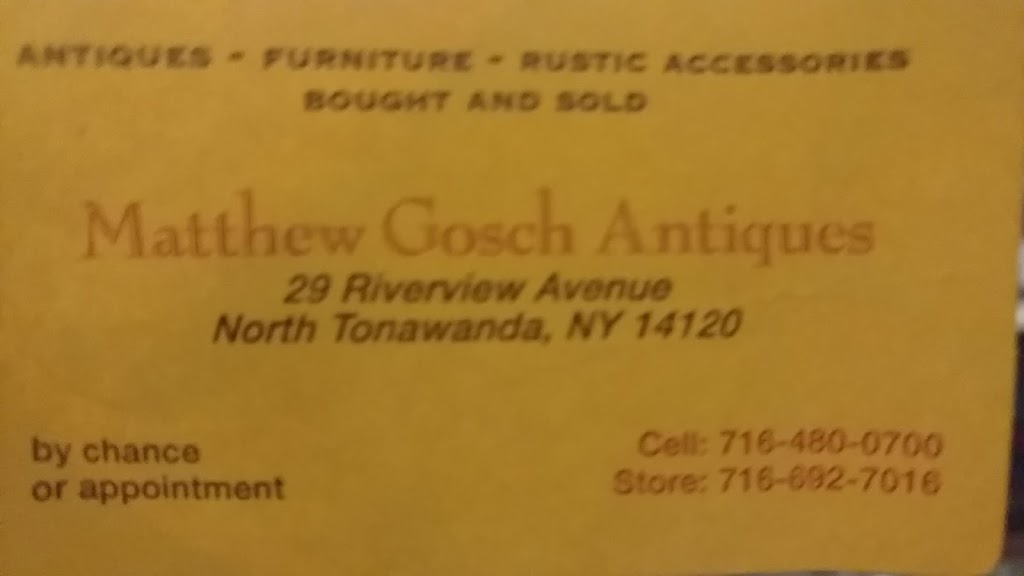 ANTIQUES - FURNITURE - RUSTIC ACCESSORIES
BOUGHT AND SOLD
Matthew Gosch Antiques
29 Riverview Avenue
North Tonawanda, NY 14120
by chance
or appointment
Cell: 716-480-0700
Store: 716-692-7016